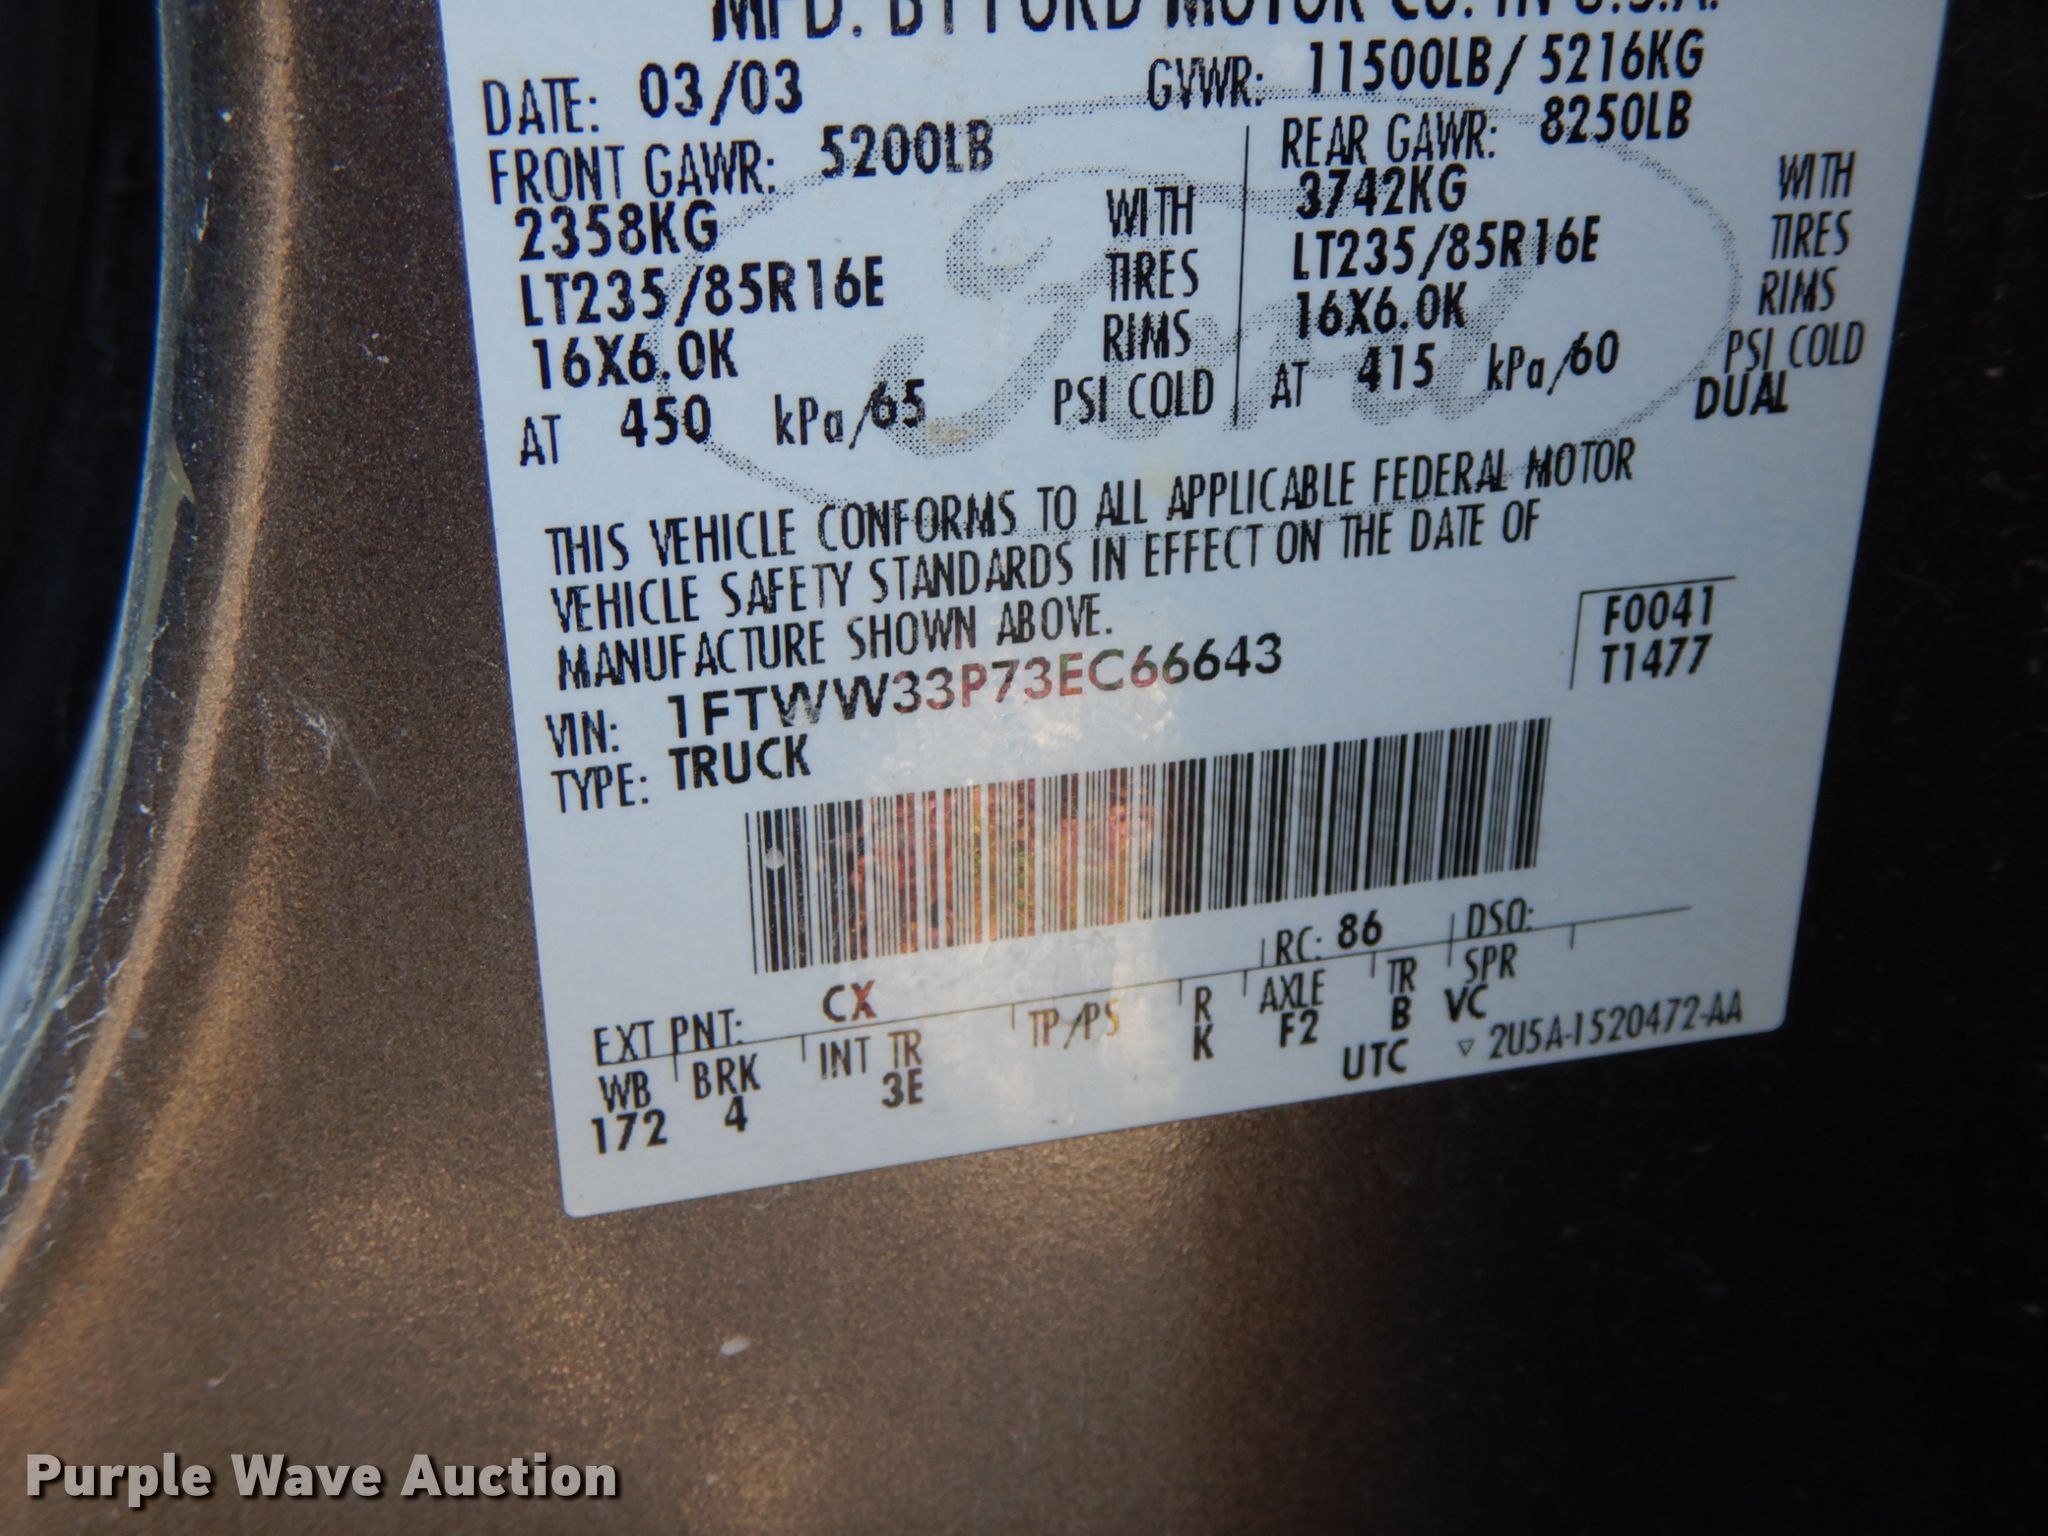 MFD. BY FORD MOTOR CO. IN U.S.A.
DATE: 03/03 GVWR: 11500LB/ 5216KG
FRONT GAWR: 5200LB REAR GAWR: 8250LB
2358KG WITH 3742KG WITH
LT235/85R16E TIRES LT235/85R16E TIRES
16X6.0K RIMS 16X6.0K RIMS
AT 450 kPa/65 PSI COLD AT 415 kPa/60 PSI COLD
DUAL
Ford
THIS VEHICLE CONFORMS TO ALL APPLICABLE FEDERAL MOTOR
VEHICLE SAFETY STANDARDS IN EFFECT ON THE DATE OF
MANUFACTURE SHOWN ABOVE.
F0041
T1477
VIN: 1FTWW33P73EC66643
TYPE: TRUCK
RC: 86 DSO:
EXT PNT: CX
WB BRK INT TR TP/PS R AXLE TR SPR
172 4 3E K F2 B VC
UTC ▽ 2U5A-1520472-AA
Purple Wave Auction